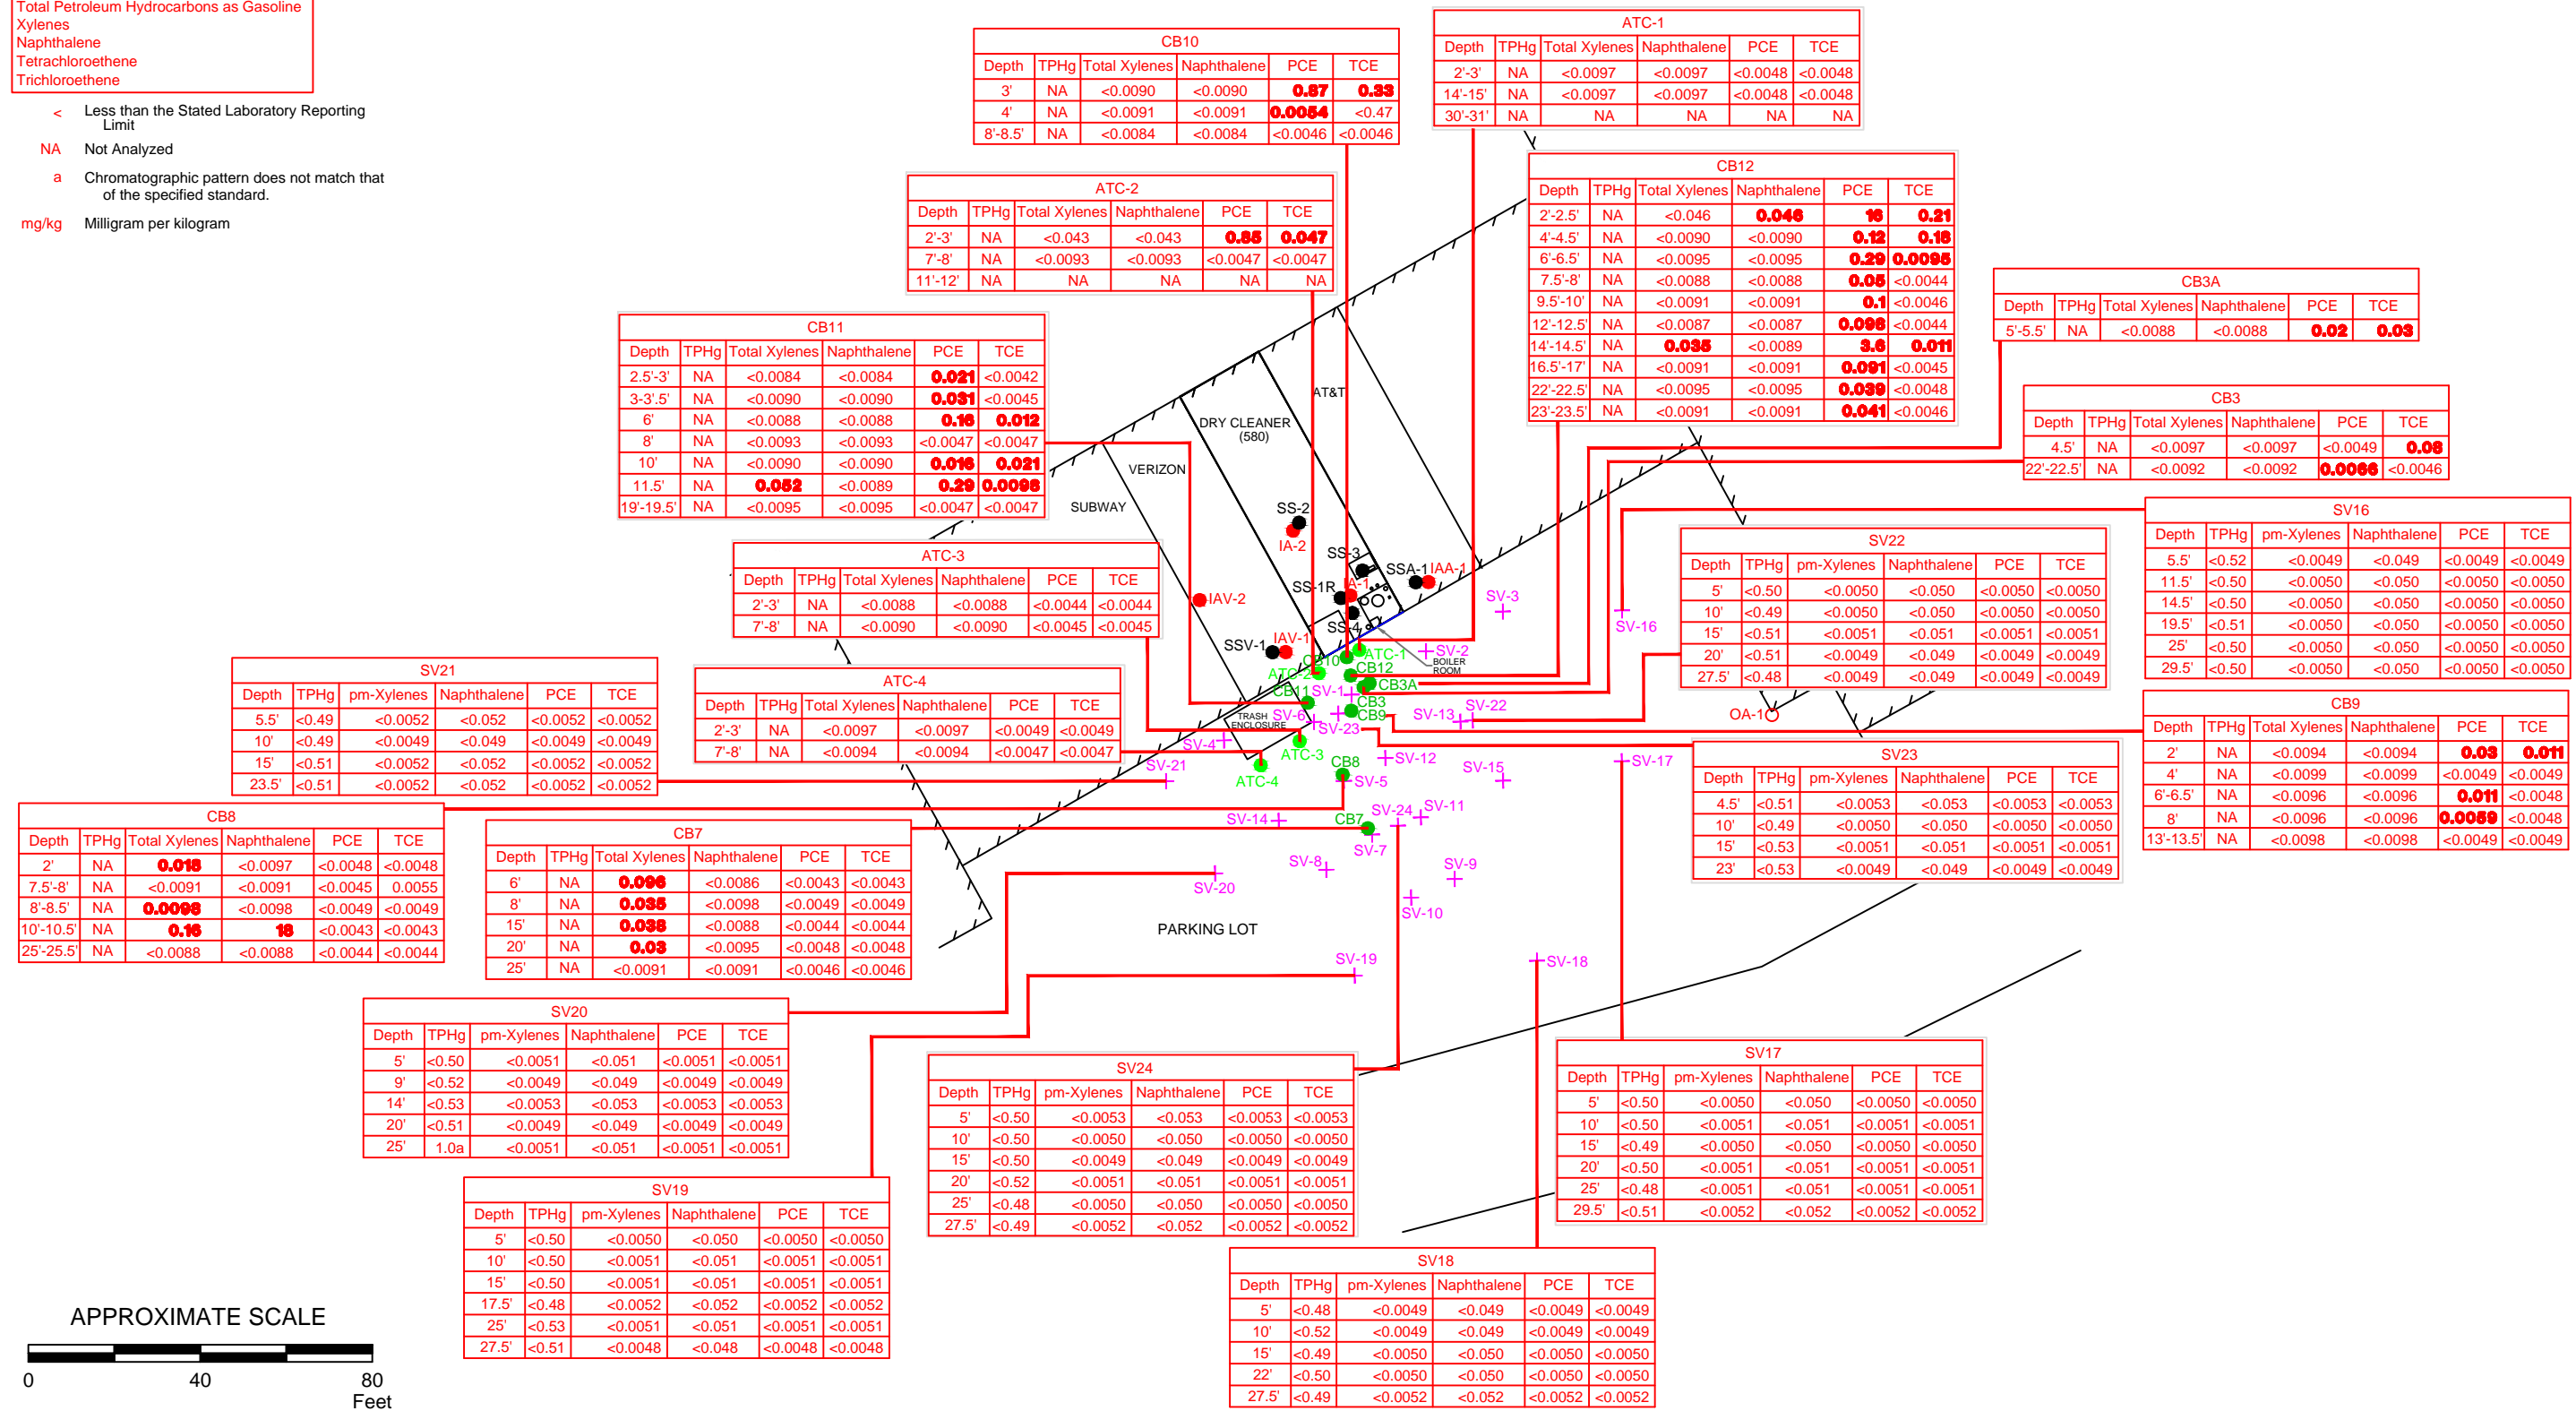 Total Petroleum Hydrocarbons as Gasoline
Xylenes
Naphthalene
Tetrachloroethene
Trichloroethene
< Less than the Stated Laboratory Reporting
Limit
NA Not Analyzed
a Chromatographic pattern does not match that
of the specified standard.
mg/kg Milligram per kilogram
CB10
Depth TPHg Total Xylenes Naphthalene PCE TCE
3' NA <0.0090 <0.0090 0.87 0.33
4' NA <0.0091 <0.0091 0.0054 <0.47
8'-8.5' NA <0.0084 <0.0084 <0.0046 <0.0046
ATC-1
Depth TPHg Total Xylenes Naphthalene PCE TCE
2'-3' NA <0.0097 <0.0097 <0.0048 <0.0048
14'-15' NA <0.0097 <0.0097 <0.0048 <0.0048
30'-31' NA NA NA NA NA
ATC-2
Depth TPHg Total Xylenes Naphthalene PCE TCE
2'-3' NA <0.043 <0.043 0.85 0.047
7'-8' NA <0.0093 <0.0093 <0.0047 <0.0047
11'-12' NA NA NA NA NA
CB12
Depth TPHg Total Xylenes Naphthalene PCE TCE
2'-2.5' NA <0.046 0.046 16 0.21
4'-4.5' NA <0.0090 <0.0090 0.12 0.18
6'-6.5' NA <0.0095 <0.0095 0.29 0.0095
7.5'-8' NA <0.0088 <0.0088 0.05 <0.0044
9.5'-10' NA <0.0091 <0.0091 0.1 <0.0046
12'-12.5' NA <0.0087 <0.0087 0.098 <0.0044
14'-14.5' NA 0.035 <0.0089 3.6 0.011
16.5'-17' NA <0.0091 <0.0091 0.091 <0.0045
22'-22.5' NA <0.0095 <0.0095 0.039 <0.0048
23'-23.5' NA <0.0091 <0.0091 0.041 <0.0046
CB3A
Depth TPHg Total Xylenes Naphthalene PCE TCE
5'-5.5' NA <0.0088 <0.0088 0.02 0.03
CB11
Depth TPHg Total Xylenes Naphthalene PCE TCE
2.5'-3' NA <0.0084 <0.0084 0.021 <0.0042
3-3'.5' NA <0.0090 <0.0090 0.031 <0.0045
6' NA <0.0088 <0.0088 0.16 0.012
8' NA <0.0093 <0.0093 <0.0047 <0.0047
10' NA <0.0090 <0.0090 0.016 0.021
11.5' NA 0.052 <0.0089 0.29 0.0098
19'-19.5' NA <0.0095 <0.0095 <0.0047 <0.0047
CB3
Depth TPHg Total Xylenes Naphthalene PCE TCE
4.5' NA <0.0097 <0.0097 <0.0049 0.08
22'-22.5' NA <0.0092 <0.0092 0.0066 <0.0046
SV16
Depth TPHg pm-Xylenes Naphthalene PCE TCE
5.5' <0.52 <0.0049 <0.049 <0.0049 <0.0049
11.5' <0.50 <0.0050 <0.050 <0.0050 <0.0050
14.5' <0.50 <0.0050 <0.050 <0.0050 <0.0050
19.5' <0.51 <0.0050 <0.050 <0.0050 <0.0050
25' <0.50 <0.0050 <0.050 <0.0050 <0.0050
29.5' <0.50 <0.0050 <0.050 <0.0050 <0.0050
SV22
Depth TPHg pm-Xylenes Naphthalene PCE TCE
5' <0.50 <0.0050 <0.050 <0.0050 <0.0050
10' <0.49 <0.0050 <0.050 <0.0050 <0.0050
15' <0.51 <0.0051 <0.051 <0.0051 <0.0051
20' <0.51 <0.0049 <0.049 <0.0049 <0.0049
27.5' <0.48 <0.0049 <0.049 <0.0049 <0.0049
ATC-3
Depth TPHg Total Xylenes Naphthalene PCE TCE
2'-3' NA <0.0088 <0.0088 <0.0044 <0.0044
7'-8' NA <0.0090 <0.0090 <0.0045 <0.0045
SV21
Depth TPHg pm-Xylenes Naphthalene PCE TCE
5.5' <0.49 <0.0052 <0.052 <0.0052 <0.0052
10' <0.49 <0.0049 <0.049 <0.0049 <0.0049
15' <0.51 <0.0052 <0.052 <0.0052 <0.0052
23.5' <0.51 <0.0052 <0.052 <0.0052 <0.0052
ATC-4
Depth TPHg Total Xylenes Naphthalene PCE TCE
2'-3' NA <0.0097 <0.0097 <0.0049 <0.0049
7'-8' NA <0.0094 <0.0094 <0.0047 <0.0047
CB9
Depth TPHg Total Xylenes Naphthalene PCE TCE
2' NA <0.0094 <0.0094 0.03 0.011
4' NA <0.0099 <0.0099 <0.0049 <0.0049
6'-6.5' NA <0.0096 <0.0096 0.011 <0.0048
8' NA <0.0096 <0.0096 0.0059 <0.0048
13'-13.5' NA <0.0098 <0.0098 <0.0049 <0.0049
SV23
Depth TPHg pm-Xylenes Naphthalene PCE TCE
4.5' <0.51 <0.0053 <0.053 <0.0053 <0.0053
10' <0.49 <0.0050 <0.050 <0.0050 <0.0050
15' <0.53 <0.0051 <0.051 <0.0051 <0.0051
23' <0.53 <0.0049 <0.049 <0.0049 <0.0049
CB8
Depth TPHg Total Xylenes Naphthalene PCE TCE
2' NA 0.018 <0.0097 <0.0048 <0.0048
7.5'-8' NA <0.0091 <0.0091 <0.0045 0.0055
8'-8.5' NA 0.0098 <0.0098 <0.0049 <0.0049
10'-10.5' NA 0.16 18 <0.0043 <0.0043
25'-25.5' NA <0.0088 <0.0088 <0.0044 <0.0044
CB7
Depth TPHg Total Xylenes Naphthalene PCE TCE
6' NA 0.096 <0.0086 <0.0043 <0.0043
8' NA 0.035 <0.0098 <0.0049 <0.0049
15' NA 0.038 <0.0088 <0.0044 <0.0044
20' NA 0.03 <0.0095 <0.0048 <0.0048
25' NA <0.0091 <0.0091 <0.0046 <0.0046
SV20
Depth TPHg pm-Xylenes Naphthalene PCE TCE
5' <0.50 <0.0051 <0.051 <0.0051 <0.0051
9' <0.52 <0.0049 <0.049 <0.0049 <0.0049
14' <0.53 <0.0053 <0.053 <0.0053 <0.0053
20' <0.51 <0.0049 <0.049 <0.0049 <0.0049
25' 1.0a <0.0051 <0.051 <0.0051 <0.0051
SV24
Depth TPHg pm-Xylenes Naphthalene PCE TCE
5' <0.50 <0.0053 <0.053 <0.0053 <0.0053
10' <0.50 <0.0050 <0.050 <0.0050 <0.0050
15' <0.50 <0.0049 <0.049 <0.0049 <0.0049
20' <0.52 <0.0051 <0.051 <0.0051 <0.0051
25' <0.48 <0.0050 <0.050 <0.0050 <0.0050
27.5' <0.49 <0.0052 <0.052 <0.0052 <0.0052
SV17
Depth TPHg pm-Xylenes Naphthalene PCE TCE
5' <0.50 <0.0050 <0.050 <0.0050 <0.0050
10' <0.50 <0.0051 <0.051 <0.0051 <0.0051
15' <0.49 <0.0050 <0.050 <0.0050 <0.0050
20' <0.50 <0.0051 <0.051 <0.0051 <0.0051
25' <0.48 <0.0051 <0.051 <0.0051 <0.0051
29.5' <0.51 <0.0052 <0.052 <0.0052 <0.0052
SV19
Depth TPHg pm-Xylenes Naphthalene PCE TCE
5' <0.50 <0.0050 <0.050 <0.0050 <0.0050
10' <0.50 <0.0051 <0.051 <0.0051 <0.0051
15' <0.50 <0.0051 <0.051 <0.0051 <0.0051
17.5' <0.48 <0.0052 <0.052 <0.0052 <0.0052
25' <0.53 <0.0051 <0.051 <0.0051 <0.0051
27.5' <0.51 <0.0048 <0.048 <0.0048 <0.0048
SV18
Depth TPHg pm-Xylenes Naphthalene PCE TCE
5' <0.48 <0.0049 <0.049 <0.0049 <0.0049
10' <0.52 <0.0049 <0.049 <0.0049 <0.0049
15' <0.49 <0.0050 <0.050 <0.0050 <0.0050
22' <0.50 <0.0050 <0.050 <0.0050 <0.0050
27.5' <0.49 <0.0052 <0.052 <0.0052 <0.0052
AT&T
DRY CLEANER
(580)
VERIZON
SUBWAY
SS-2
IA-2
SS-3
SSA-1
IAA-1
SS-1R
IA-1
IAV-2
SS-4
SV-3
SV-16
SSV-1
IAV-1
CB10
ATC-1
SV-2
BOILER
ROOM
ATC-2
CB12
CB3A
CB11
SV-1
CB3
CB9
TRASH
ENCLOSURE
SV-6
SV-23
SV-13
SV-22
OA-1
SV-4
ATC-3
SV-12
SV-21
ATC-4
CB8
SV-5
SV-15
SV-17
SV-14
CB7
SV-24
SV-11
SV-7
SV-8
SV-9
SV-20
SV-10
PARKING LOT
SV-19
SV-18
APPROXIMATE SCALE
0 40 80
Feet